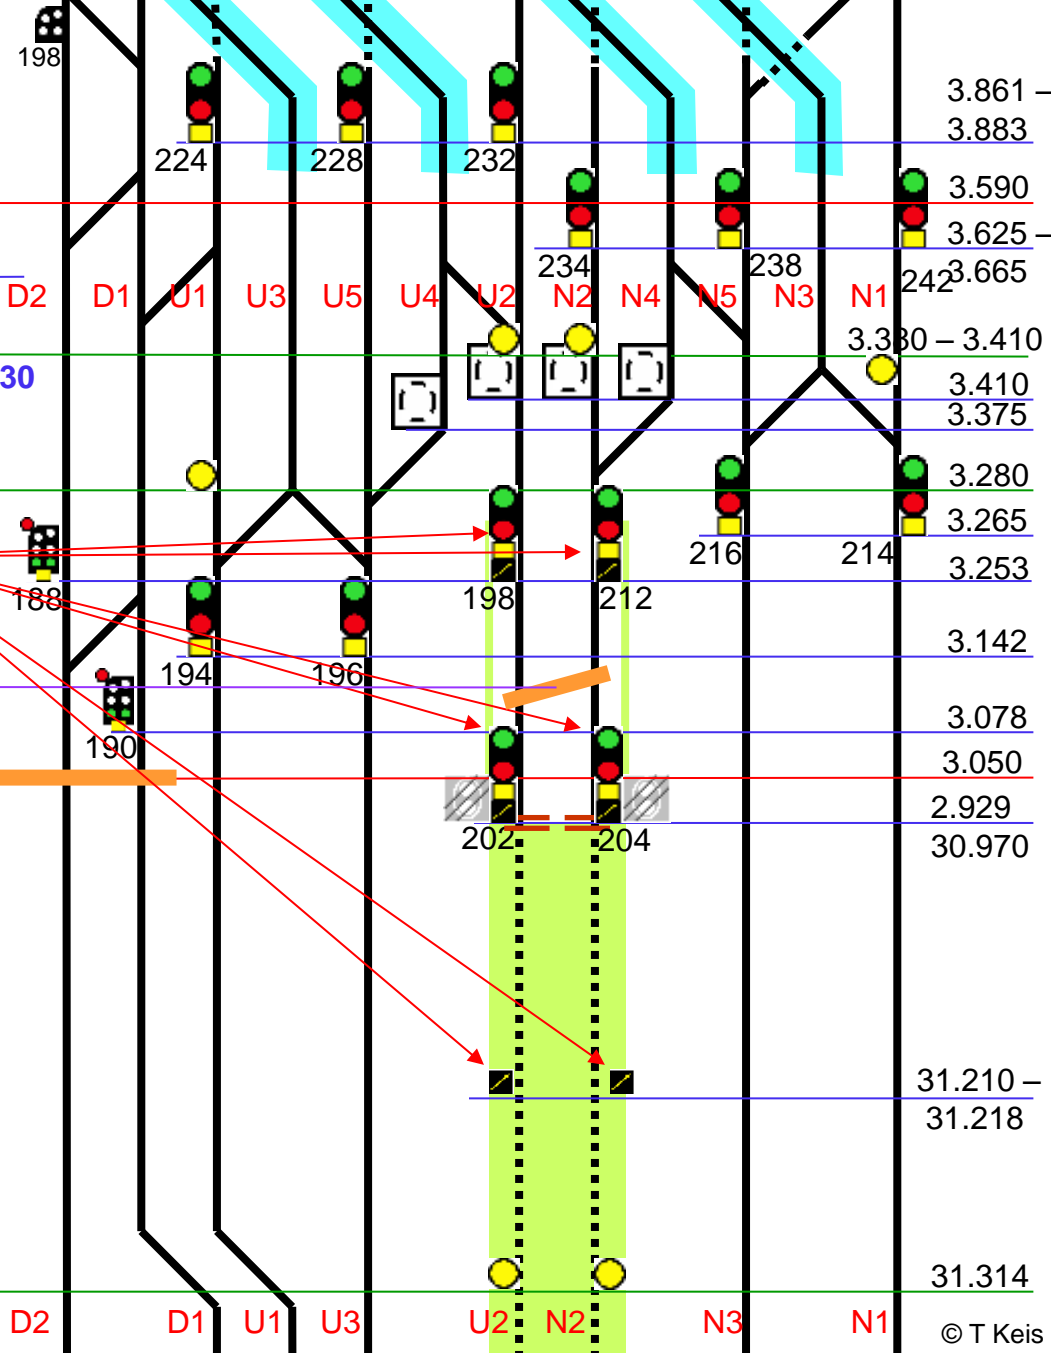 198
3.861 –
3.883
224
228
232
3.590
3.625 –
234
238
242
3.665
D2
D1
U1
U3
U5
U4
U2
N2
N4
N5
N3
N1
3.330 – 3.410
30
3.410
3.375
3.280
3.265
216
214
3.253
188
198
212
3.142
194
196
3.078
190
3.050
2.929
202
204
30.970
31.210 –
31.218
31.314
D2
D1
U1
U3
U2
N2
N3
N1
© T Keis